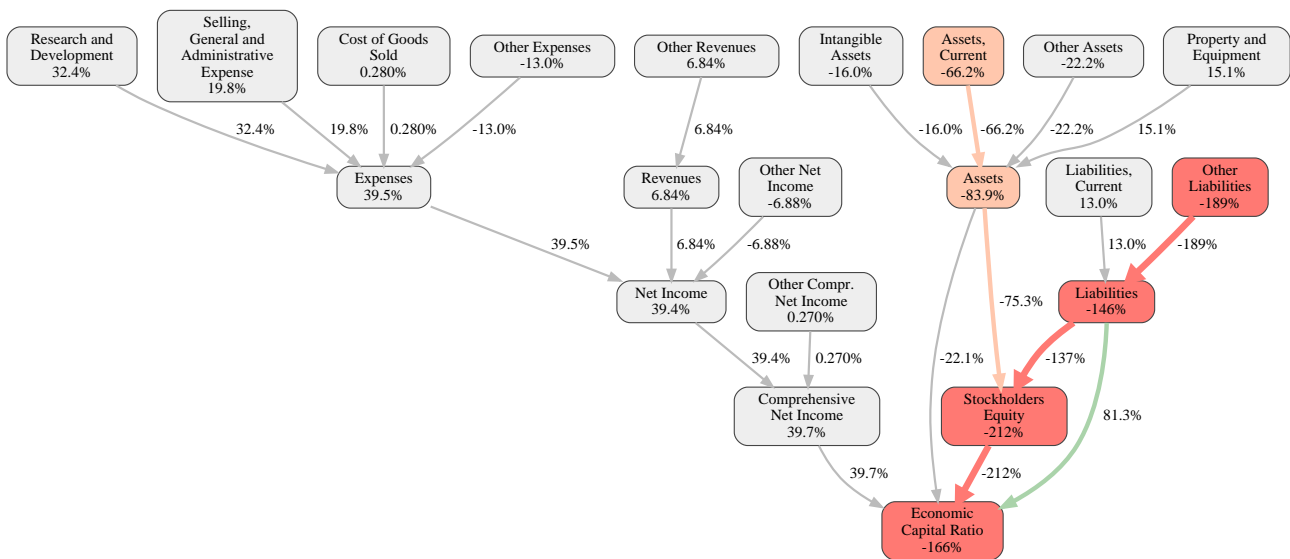 Research and
Development
32.4%
Selling,
General and
Administrative
Expense
19.8%
Cost of Goods
Sold
0.280%
Other Expenses
-13.0%
Other Revenues
6.84%
Intangible
Assets
-16.0%
Assets,
Current
-66.2%
Other Assets
-22.2%
Property and
Equipment
15.1%
32.4%
19.8%
0.280%
-13.0%
6.84%
-16.0%
-66.2%
-22.2%
15.1%
Expenses
39.5%
Revenues
6.84%
Other Net
Income
-6.88%
Assets
-83.9%
Liabilities,
Current
13.0%
Other
Liabilities
-189%
39.5%
6.84%
-6.88%
13.0%
-189%
Net Income
39.4%
Other Compr.
Net Income
0.270%
-75.3%
Liabilities
-146%
39.4%
0.270%
-22.1%
-137%
Comprehensive
Net Income
39.7%
Stockholders
Equity
-212%
81.3%
39.7%
-212%
Economic
Capital Ratio
-166%